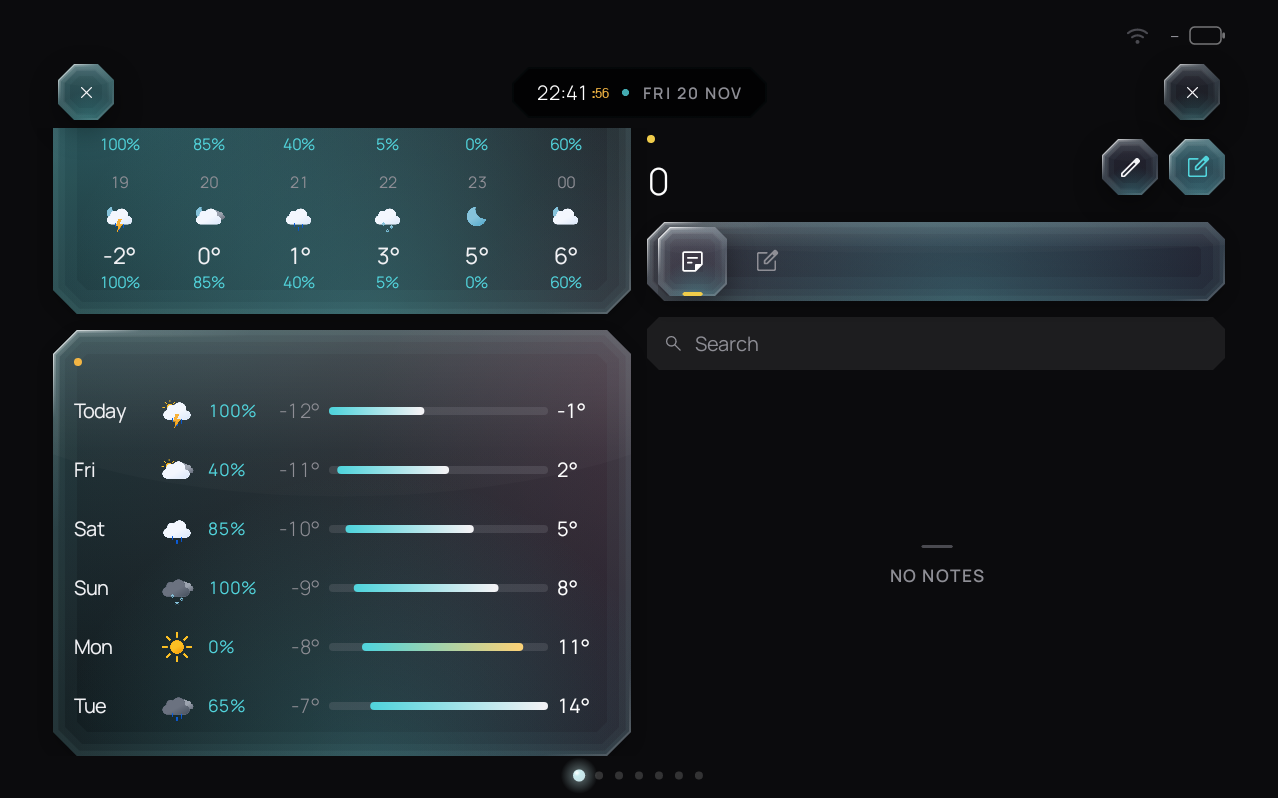 22:41 :56 FRI 20 NOV
100% 85% 40% 5% 0% 60%
19 20 21 22 23 00
-2° 0° 1° 3° 5° 6°
100% 85% 40% 5% 0% 60%
Today 100% -12° -1°
Fri 40% -11° 2°
Sat 85% -10° 5°
Sun 100% -9° 8°
Mon 0% -8° 11°
Tue 65% -7° 14°
–
0
Search
NO NOTES